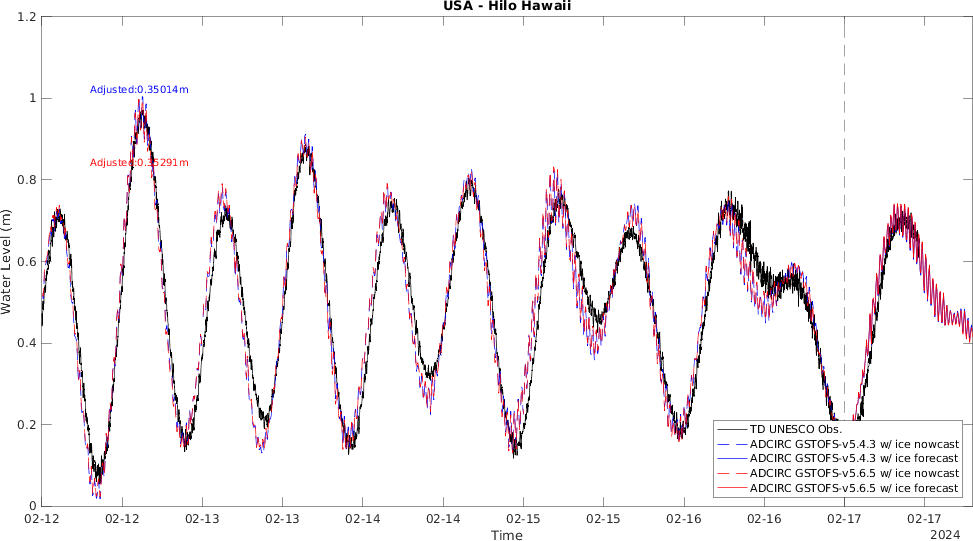 USA - Hilo Hawaii
1.2
1
0.8
0.6
0.4
0.2
0
Water Level (m)
Adjusted:0.35014m
Adjusted:0.35291m
TD UNESCO Obs.
ADCIRC GSTOFS-v5.4.3 w/ ice nowcast
ADCIRC GSTOFS-v5.4.3 w/ ice forecast
ADCIRC GSTOFS-v5.6.5 w/ ice nowcast
ADCIRC GSTOFS-v5.6.5 w/ ice forecast
02-12 02-12 02-13 02-13 02-14 02-14 02-15 02-15 02-16 02-16 02-17 02-17
Time
2024